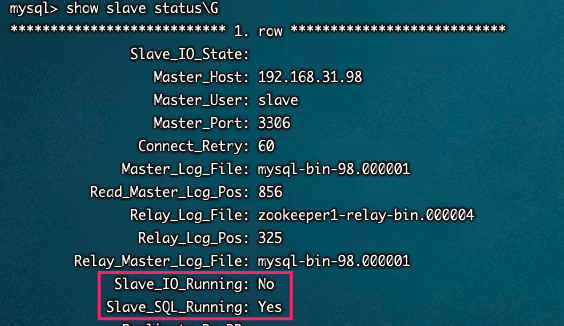 mysql> show slave status\G
*************************** 1. row ***************************
Slave_IO_State:
Master_Host: 192.168.31.98
Master_User: slave
Master_Port: 3306
Connect_Retry: 60
Master_Log_File: mysql-bin-98.000001
Read_Master_Log_Pos: 856
Relay_Log_File: zookeeper1-relay-bin.000004
Relay_Log_Pos: 325
Relay_Master_Log_File: mysql-bin-98.000001
Slave_IO_Running: No
Slave_SQL_Running: Yes